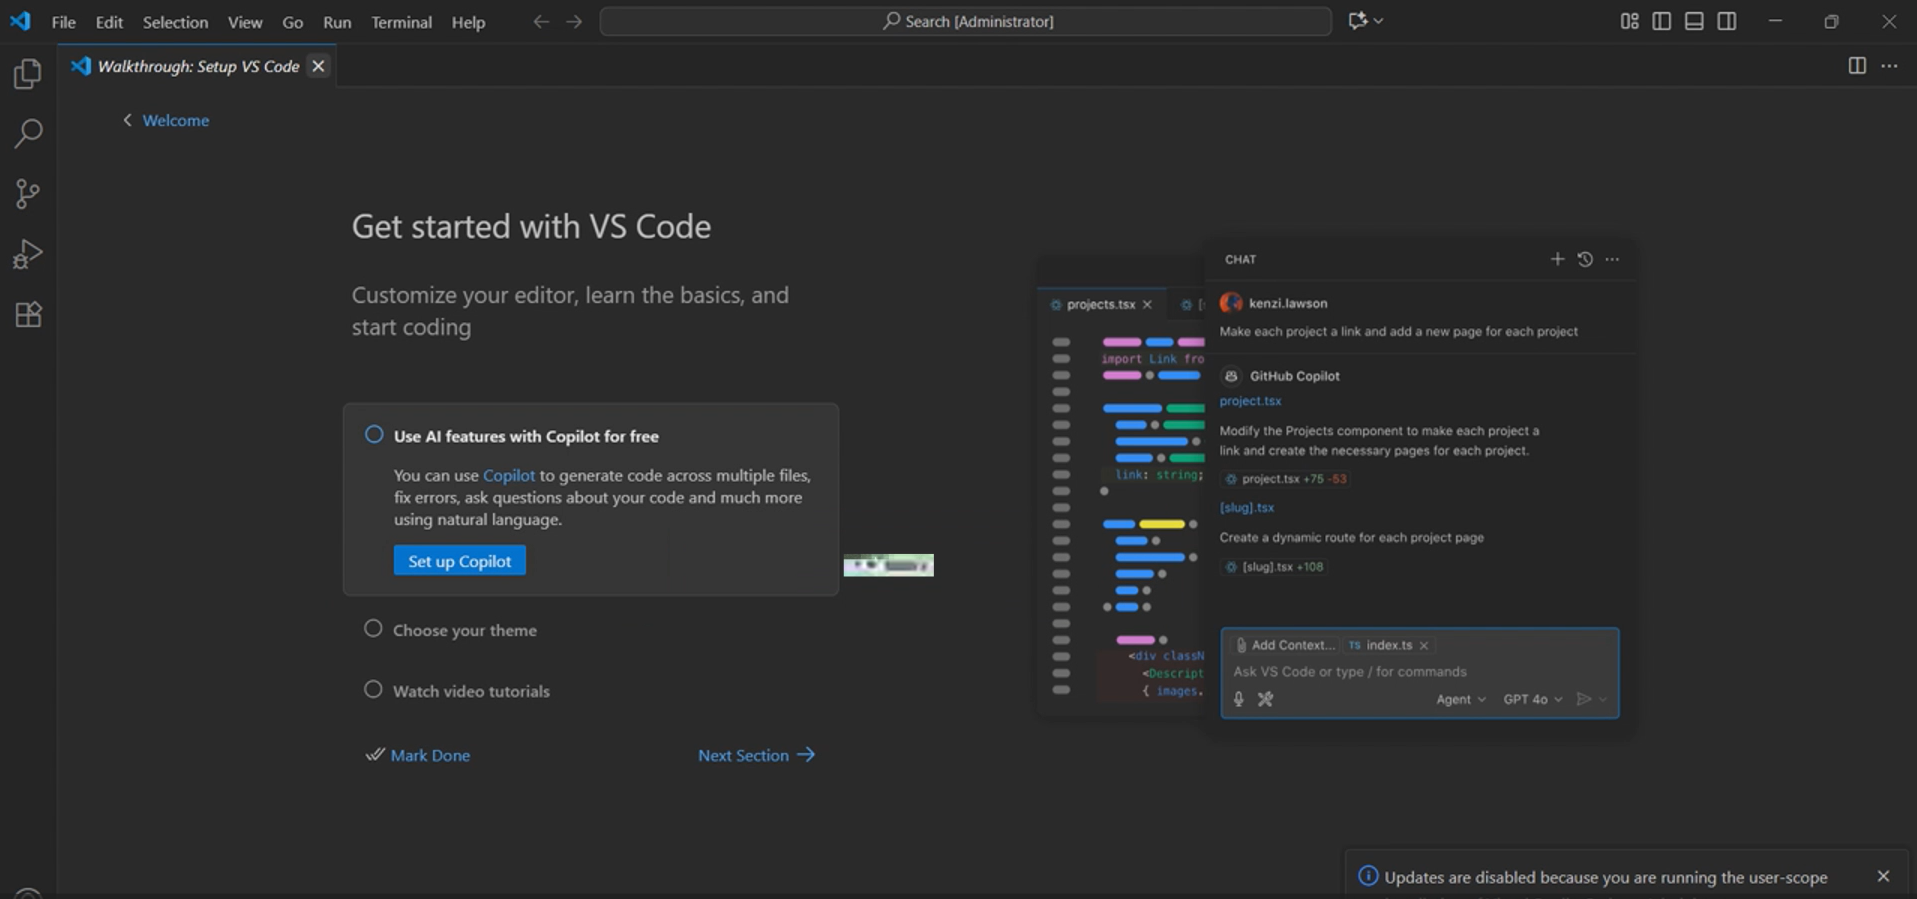 File Edit Selection View Go Run Terminal Help
Search [Administrator]
Walkthrough: Setup VS Code
Welcome
Get started with VS Code
Customize your editor, learn the basics, and
start coding
Use AI features with Copilot for free
You can use Copilot to generate code across multiple files,
fix errors, ask questions about your code and much more
using natural language.
Set up Copilot
Choose your theme
Watch video tutorials
Mark Done
Next Section
projects.tsx
import Link fro
link: string;
<div classN
<Descript
{ images.
CHAT
kenzi.lawson
Make each project a link and add a new page for each project
GitHub Copilot
project.tsx
Modify the Projects component to make each project a
link and create the necessary pages for each project.
project.tsx +75 -53
[slug].tsx
Create a dynamic route for each project page
[slug].tsx +108
Add Context... TS index.ts
Ask VS Code or type / for commands
Agent GPT 4o
Updates are disabled because you are running the user-scope